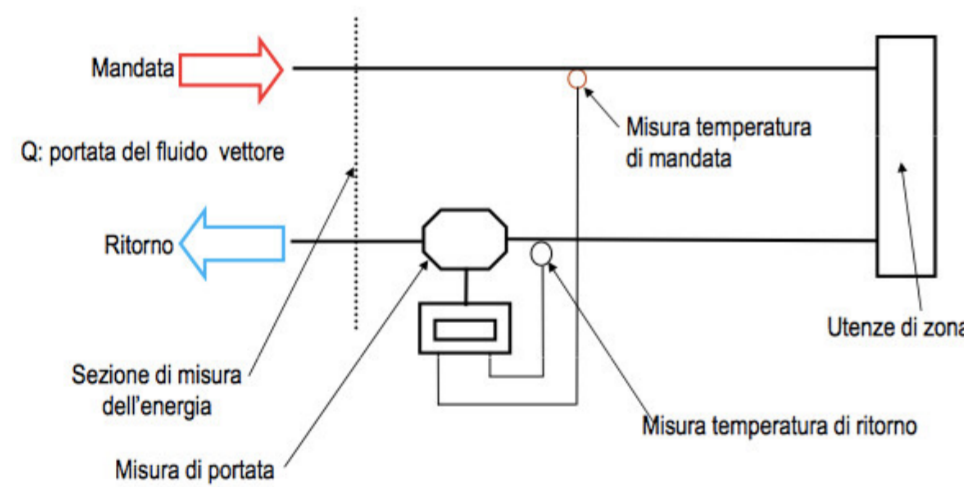 Mandata
Misura temperatura
di mandata
Q: portata del fluido vettore
Ritorno
Utenze di zona
Sezione di misura
dell'energia
Misura temperatura di ritorno
Misura di portata